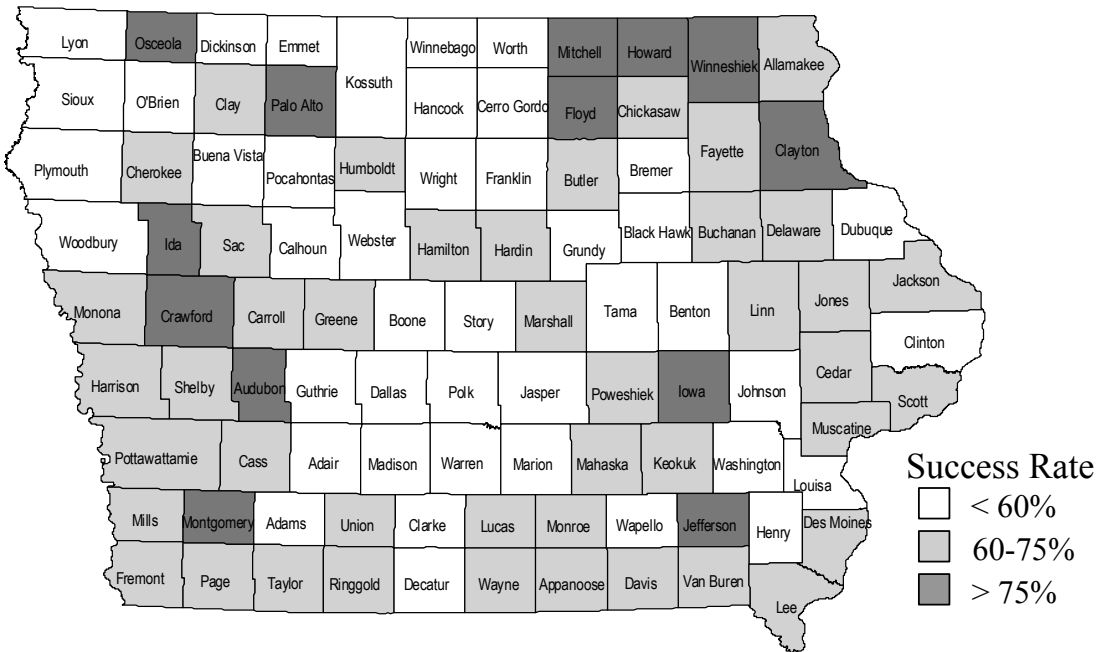 Lyon
Osceola
Dickinson
Emmet
Kossuth
Winnebago
Worth
Mitchell
Howard
Winneshiek
Allamakee
Sioux
O'Brien
Clay
Palo Alto
Hancock
Cerro Gordo
Floyd
Chickasaw
Plymouth
Cherokee
Buena Vista
Pocahontas
Humboldt
Wright
Franklin
Butler
Bremer
Fayette
Clayton
Woodbury
Ida
Sac
Calhoun
Webster
Hamilton
Hardin
Grundy
Black Hawk
Buchanan
Delaware
Dubuque
Monona
Crawford
Carroll
Greene
Boone
Story
Marshall
Tama
Benton
Linn
Jones
Jackson
Clinton
Harrison
Shelby
Audubon
Guthrie
Dallas
Polk
Jasper
Poweshiek
Iowa
Johnson
Cedar
Scott
Muscatine
Pottawattamie
Cass
Adair
Madison
Warren
Marion
Mahaska
Keokuk
Washington
Louisa
Mills
Montgomery
Adams
Union
Clarke
Lucas
Monroe
Wapello
Jefferson
Henry
Des Moines
Fremont
Page
Taylor
Ringgold
Decatur
Wayne
Appanoose
Davis
Van Buren
Lee
Success Rate
< 60%
60-75%
> 75%